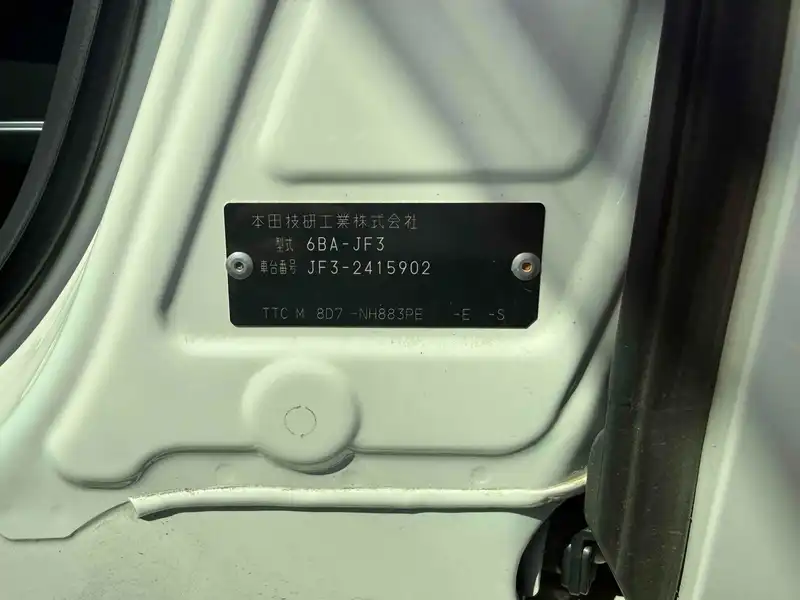 本田技研工業株式会社
型式 6BA-JF3
車台番号 JF3-2415902
TTC M 8D7 -NH883PE -E -S